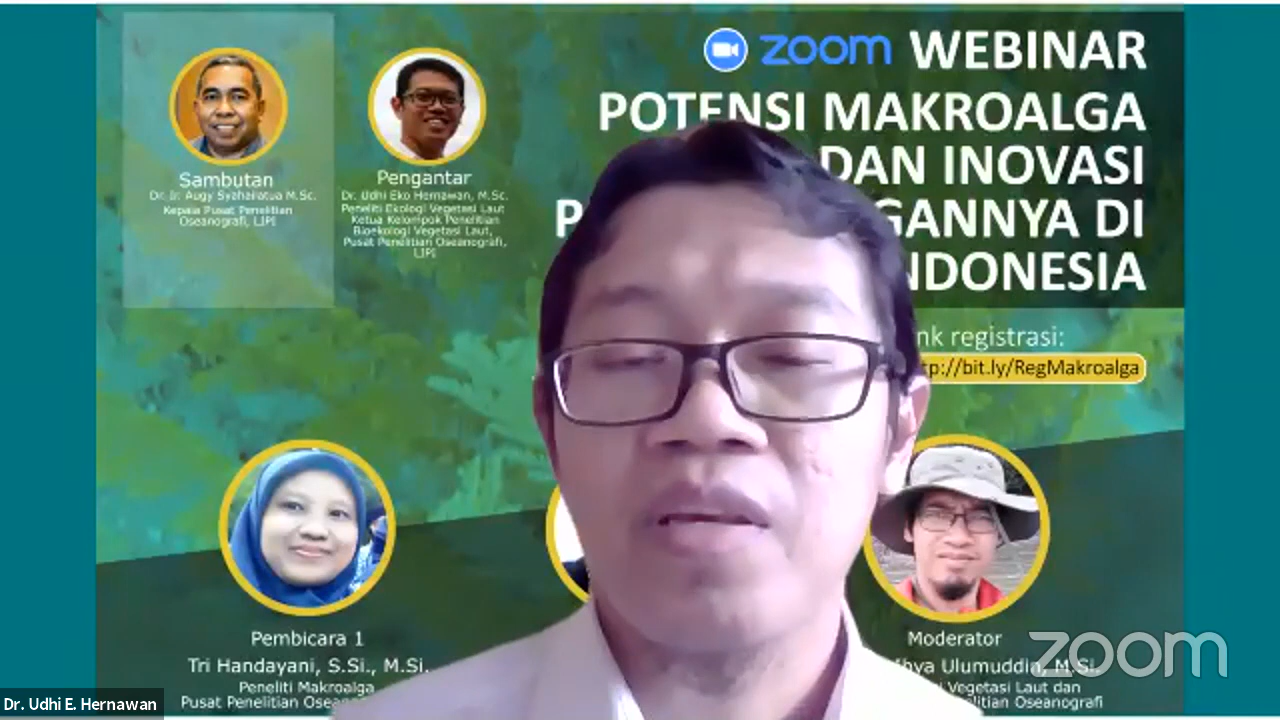 zoom WEBINAR
POTENSI MAKROALGA
DAN INOVASI
GANNYA DI
NDONESIA
Sambutan
Dr. Ir. Augy Syahailatua M.Sc.
Kepala Pusat Penelitian
Oseanografi, LIPI
Pengantar
Dr. Udhi Eko Hernawan, M.Sc.
Peneliti Ekologi Vegetasi Laut
Ketua Kelompok Penelitian
Bioekologi Vegetasi Laut,
Pusat Penelitian Oseanografi,
LIPI
nk registrasi:
tp://bit.ly/RegMakroalga
Pembicara 1
Tri Handayani, S.Si., M.Si.
Peneliti Makroalga
Pusat Penelitian Osean
Moderator
Ulumuddin, M.Si.
Vegetasi Laut dan
litian Oseanografi
zoom
Dr. Udhi E. Hernawan